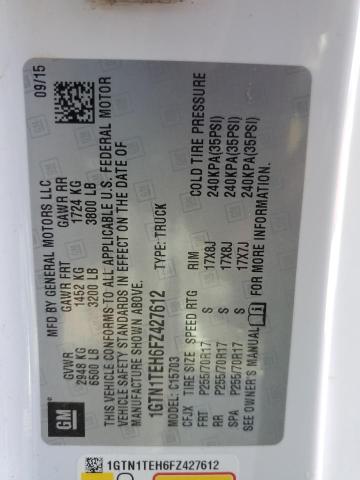 MFD BY GENERAL MOTORS LLC 09/15
GVWR GAWR FRT GAWR RR
2948 KG 1452 KG 1724 KG
6500 LB 3200 LB 3800 LB
THIS VEHICLE CONFORMS TO ALL APPLICABLE U.S. FEDERAL MOTOR
VEHICLE SAFETY STANDARDS IN EFFECT ON THE DATE OF
MANUFACTURE SHOWN ABOVE.
1GTN1TEH6FZ427612 TYPE: TRUCK
MODEL: C15703
CFJX TIRE SIZE SPEED RTG RIM COLD TIRE PRESSURE
FRT P255/70R17 S 17X8J 240KPA(35PSI)
RR P255/70R17 S 17X8J 240KPA(35PSI)
SPA P255/70R17 S 17X7J 240KPA(35PSI)
SEE OWNER'S MANUAL FOR MORE INFORMATION.
GM
1GTN1TEH6FZ427612